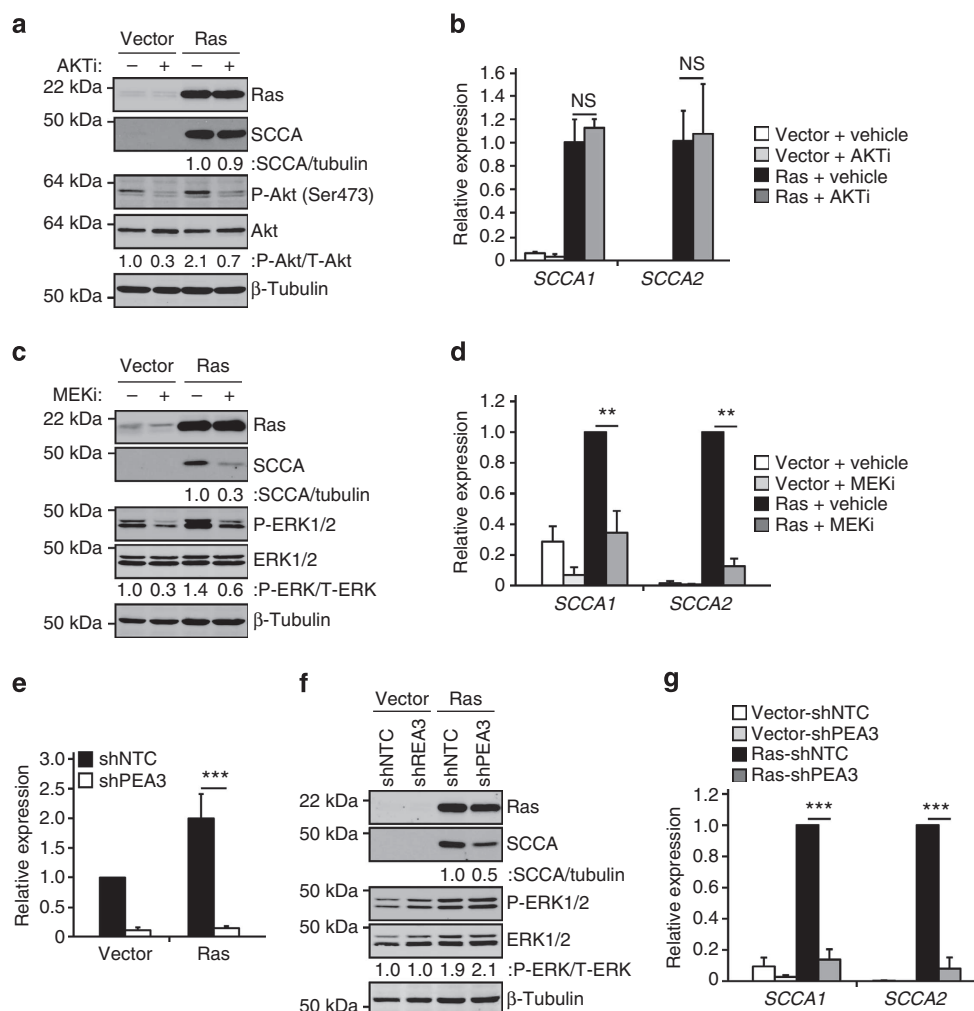 a
Vector Ras
AKTi: – + – +
22 kDa Ras
50 kDa SCCA
1.0 0.9 :SCCA/tubulin
64 kDa P-Akt (Ser473)
64 kDa Akt
1.0 0.3 2.1 0.7 :P-Akt/T-Akt
50 kDa β-Tubulin
b
Relative expression
1.6
1.4
1.2
1.0
0.8
0.6
0.4
0.2
0
NS
NS
SCCA1 SCCA2
Vector + vehicle
Vector + AKTi
Ras + vehicle
Ras + AKTi
c
Vector Ras
MEKi: – + – +
22 kDa Ras
50 kDa SCCA
1.0 0.3 :SCCA/tubulin
50 kDa P-ERK1/2
50 kDa ERK1/2
1.0 0.3 1.4 0.6 :P-ERK/T-ERK
50 kDa β-Tubulin
d
Relative expression
1.2
1.0
0.8
0.6
0.4
0.2
0
**
**
SCCA1 SCCA2
Vector + vehicle
Vector + MEKi
Ras + vehicle
Ras + MEKi
e
Relative expression
3.0
2.5
2.0
1.5
1.0
0.5
0.0
shNTC
shPEA3
***
Vector Ras
f
Vector Ras
shNTC shREA3 shNTC shPEA3
22 kDa Ras
50 kDa SCCA
1.0 0.5 :SCCA/tubulin
50 kDa P-ERK1/2
50 kDa ERK1/2
1.0 1.0 1.9 2.1 :P-ERK/T-ERK
50 kDa β-Tubulin
g
Vector-shNTC
Vector-shPEA3
Ras-shNTC
Ras-shPEA3
Relative expression
1.2
1.0
0.8
0.6
0.4
0.2
0
***
***
SCCA1 SCCA2